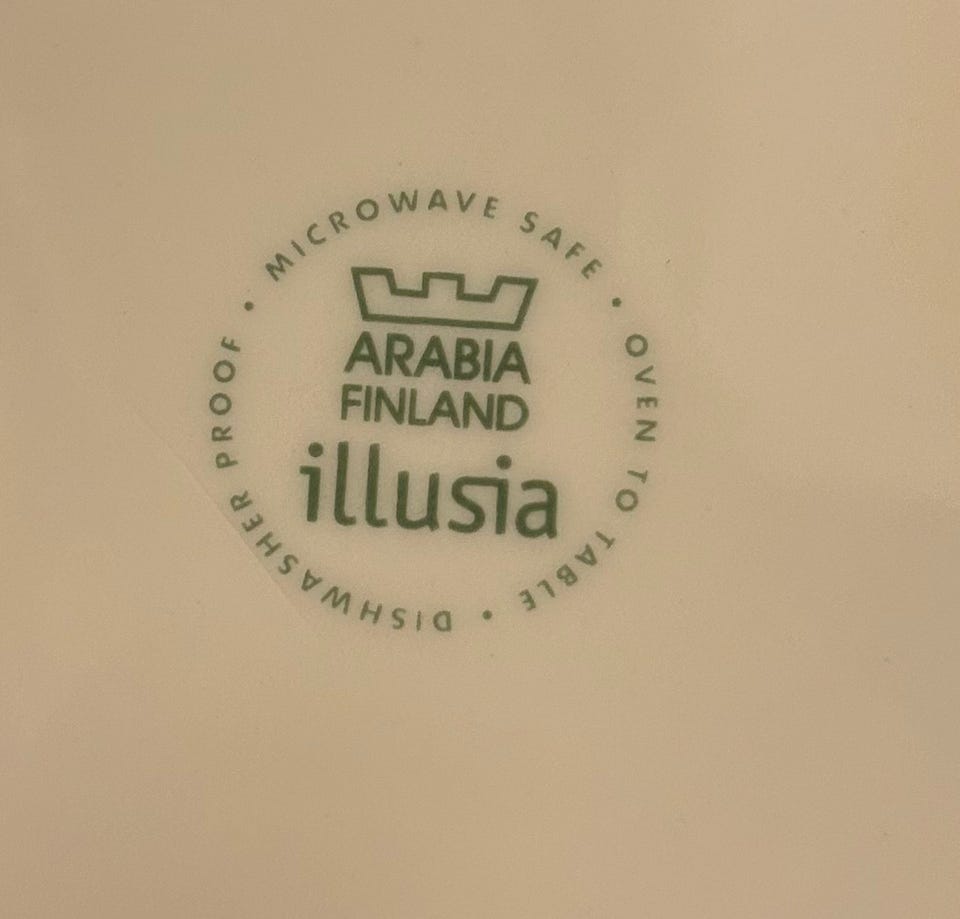 • MICROWAVE SAFE • OVEN TO TABLE • DISHWASHER PROOF
ARABIA
FINLAND
illusia